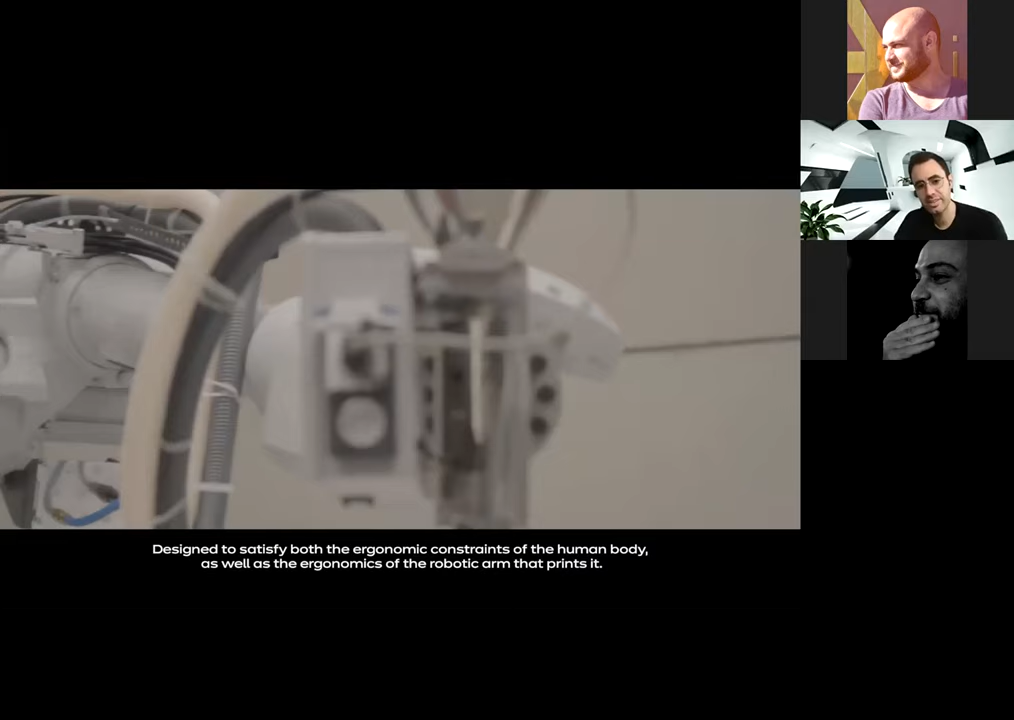 Designed to satisfy both the ergonomic constraints of the human body,
as well as the ergonomics of the robotic arm that prints it.